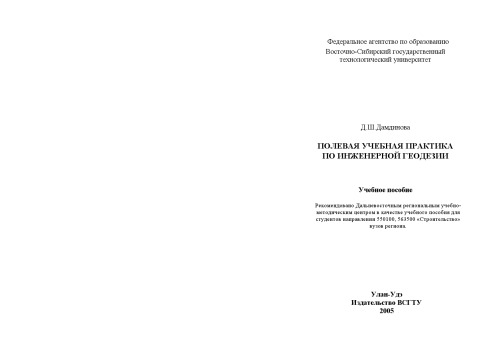 Федеральное агентство по образованию
Восточно-Сибирский государственный
технологический университет
Д.Ш.Дамдинова
ПОЛЕВАЯ УЧЕБНАЯ ПРАКТИКА
ПО ИНЖЕНЕРНОЙ ГЕОДЕЗИИ
Учебное пособие
Рекомендовано Дальневосточным региональным учебно-
методическим центром в качестве учебного пособия для
студентов направления 550100, 563500 «Строительство»
вузов региона.
Улан-Удэ
Издательство ВСГТУ
2005